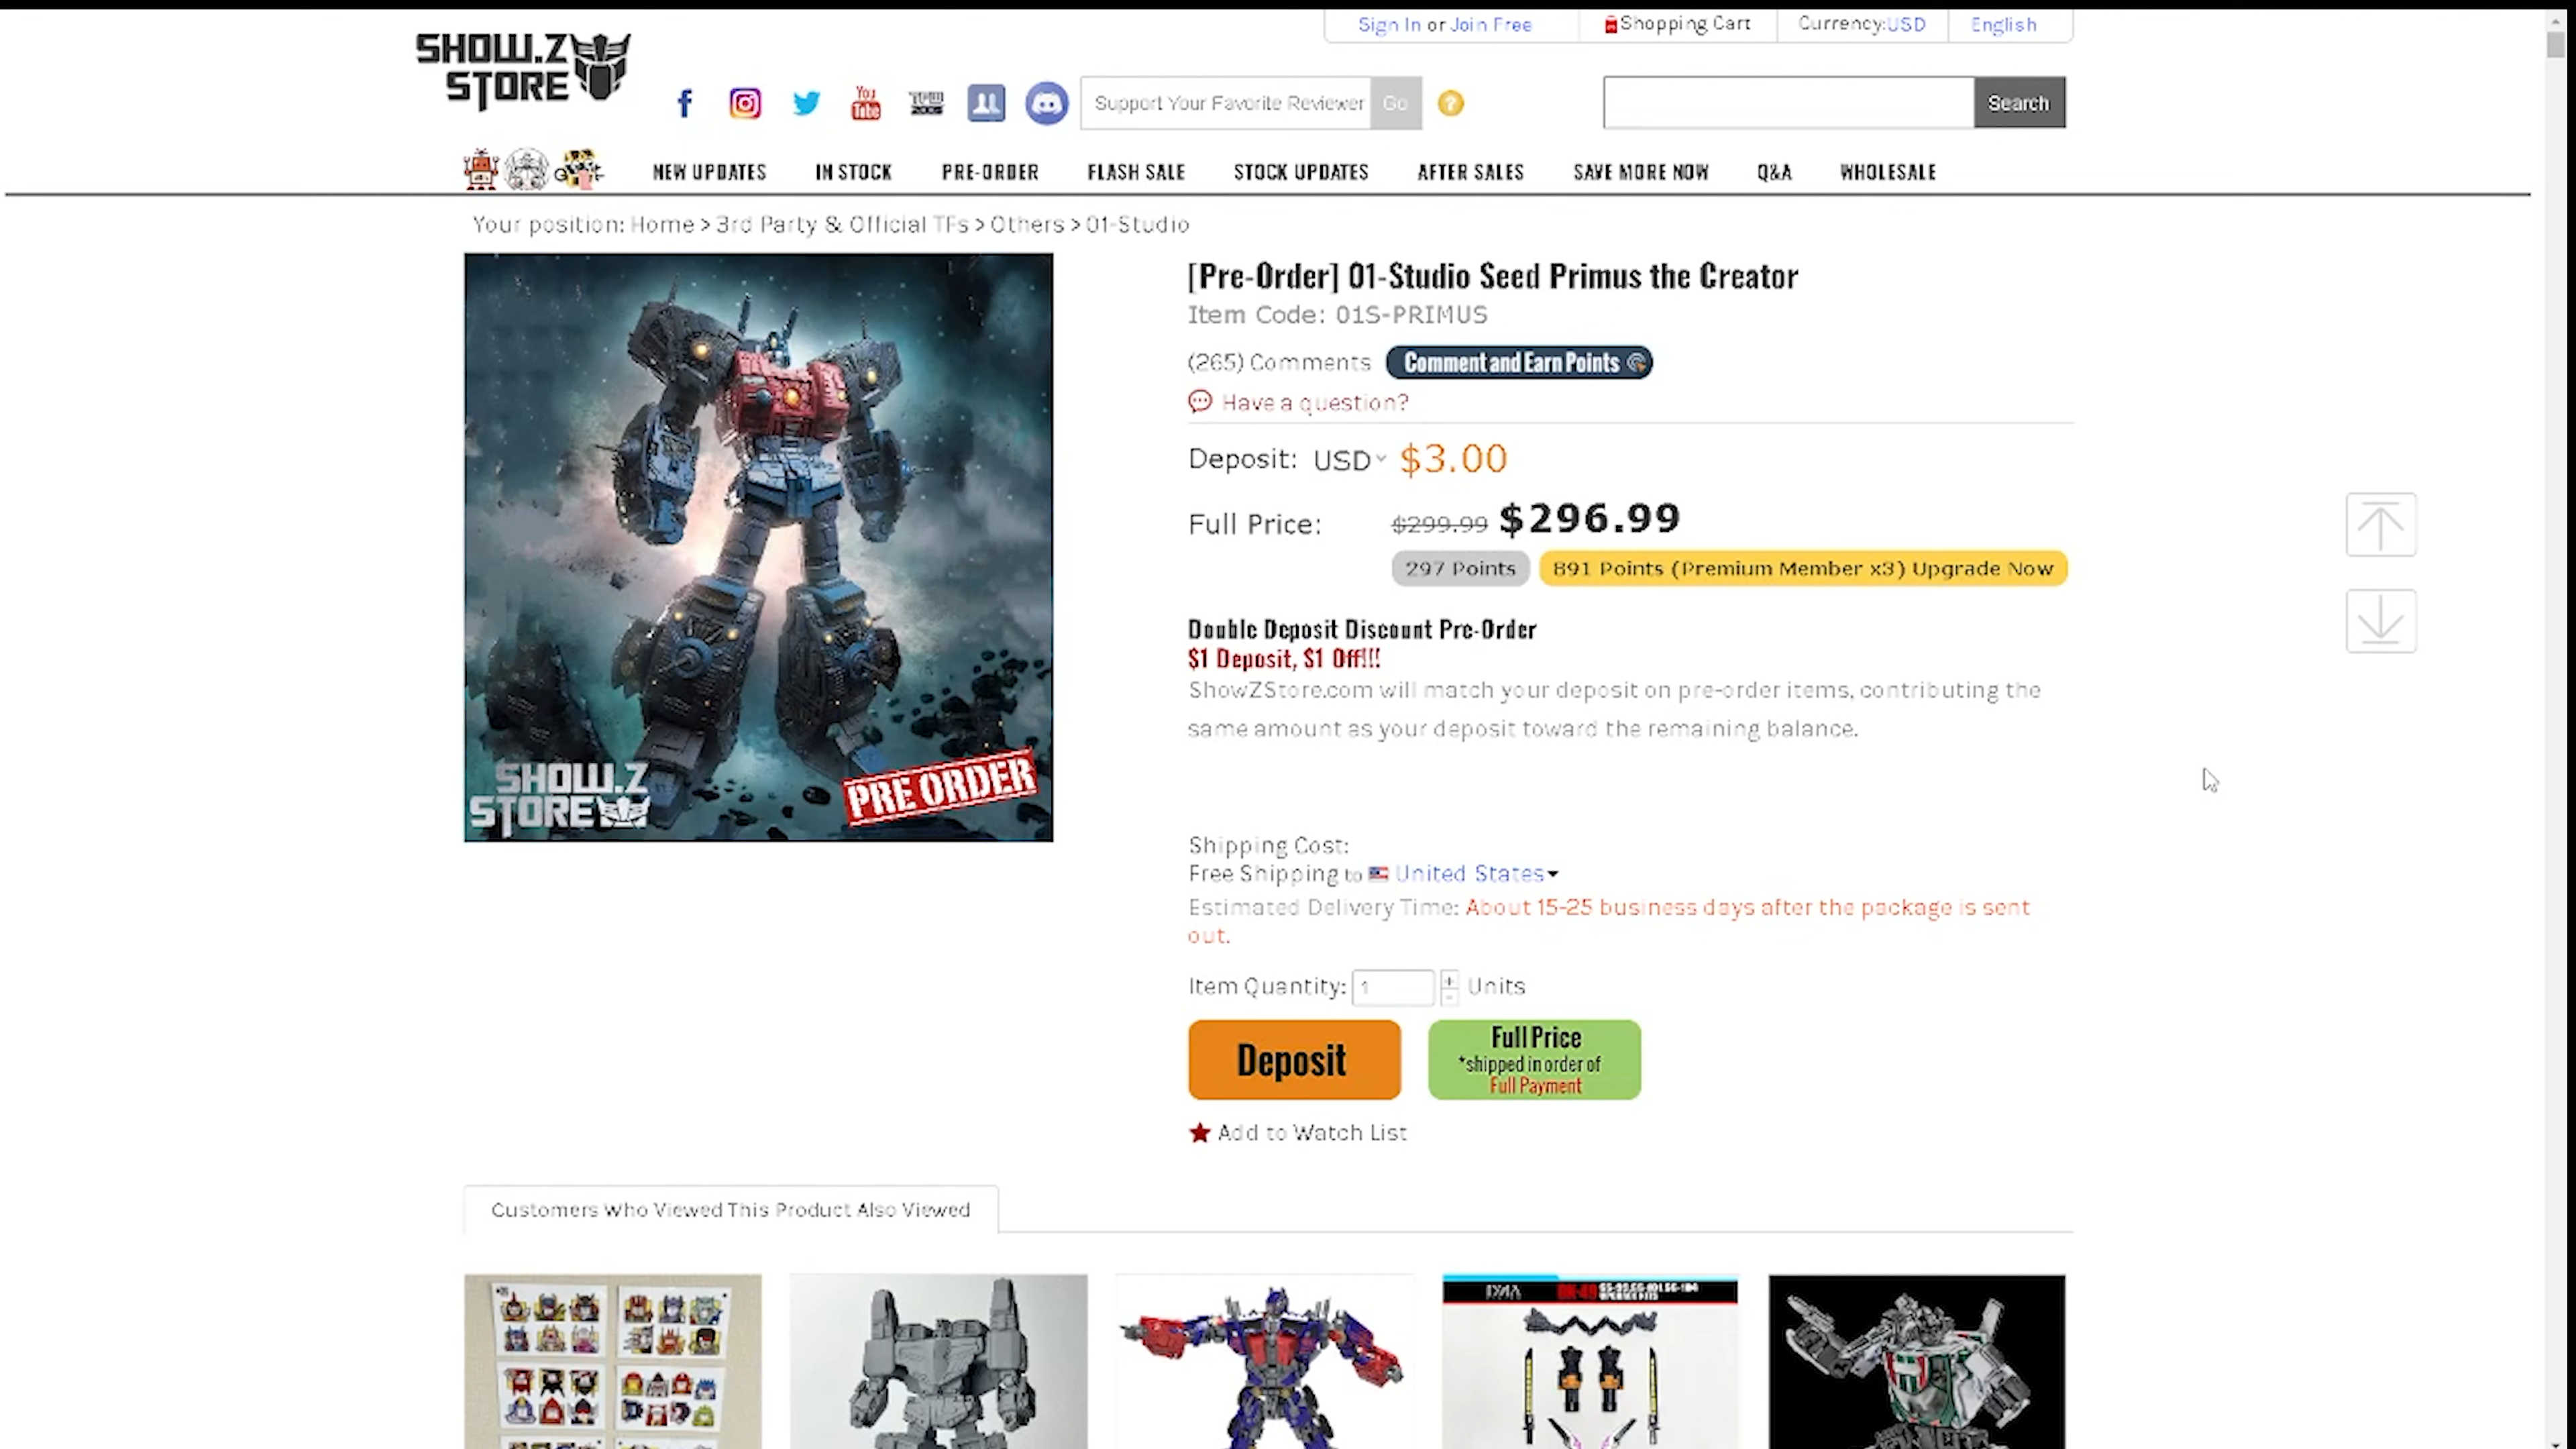 SHOW.Z
STORE
Sign In or Join Free
Shopping Cart
Currency:USD
English
You
Tube
Support Your Favorite Reviewer
Go
?
Search
NEW UPDATES
IN STOCK
PRE-ORDER
FLASH SALE
STOCK UPDATES
AFTER SALES
SAVE MORE NOW
Q&A
WHOLESALE
Your position: Home > 3rd Party & Official TFs > Others > 01-Studio
SHOW.Z
STORE
PRE ORDER
[Pre-Order] 01-Studio Seed Primus the Creator
Item Code: 01S-PRIMUS
(265) Comments
Comment and Earn Points
Have a question?
Deposit: USD $3.00
Full Price: $299.99 $296.99
297 Points
891 Points (Premium Member x3) Upgrade Now
Double Deposit Discount Pre-Order
$1 Deposit, $1 Off!!!
ShowZStore.com will match your deposit on pre-order items, contributing the
same amount as your deposit toward the remaining balance.
Shipping Cost:
Free Shipping to United States
Estimated Delivery Time: About 15-25 business days after the package is sent
out.
Item Quantity: 1 + - Units
Deposit
Full Price
*shipped in order of
Full Payment
Add to Watch List
Customers Who Viewed This Product Also Viewed